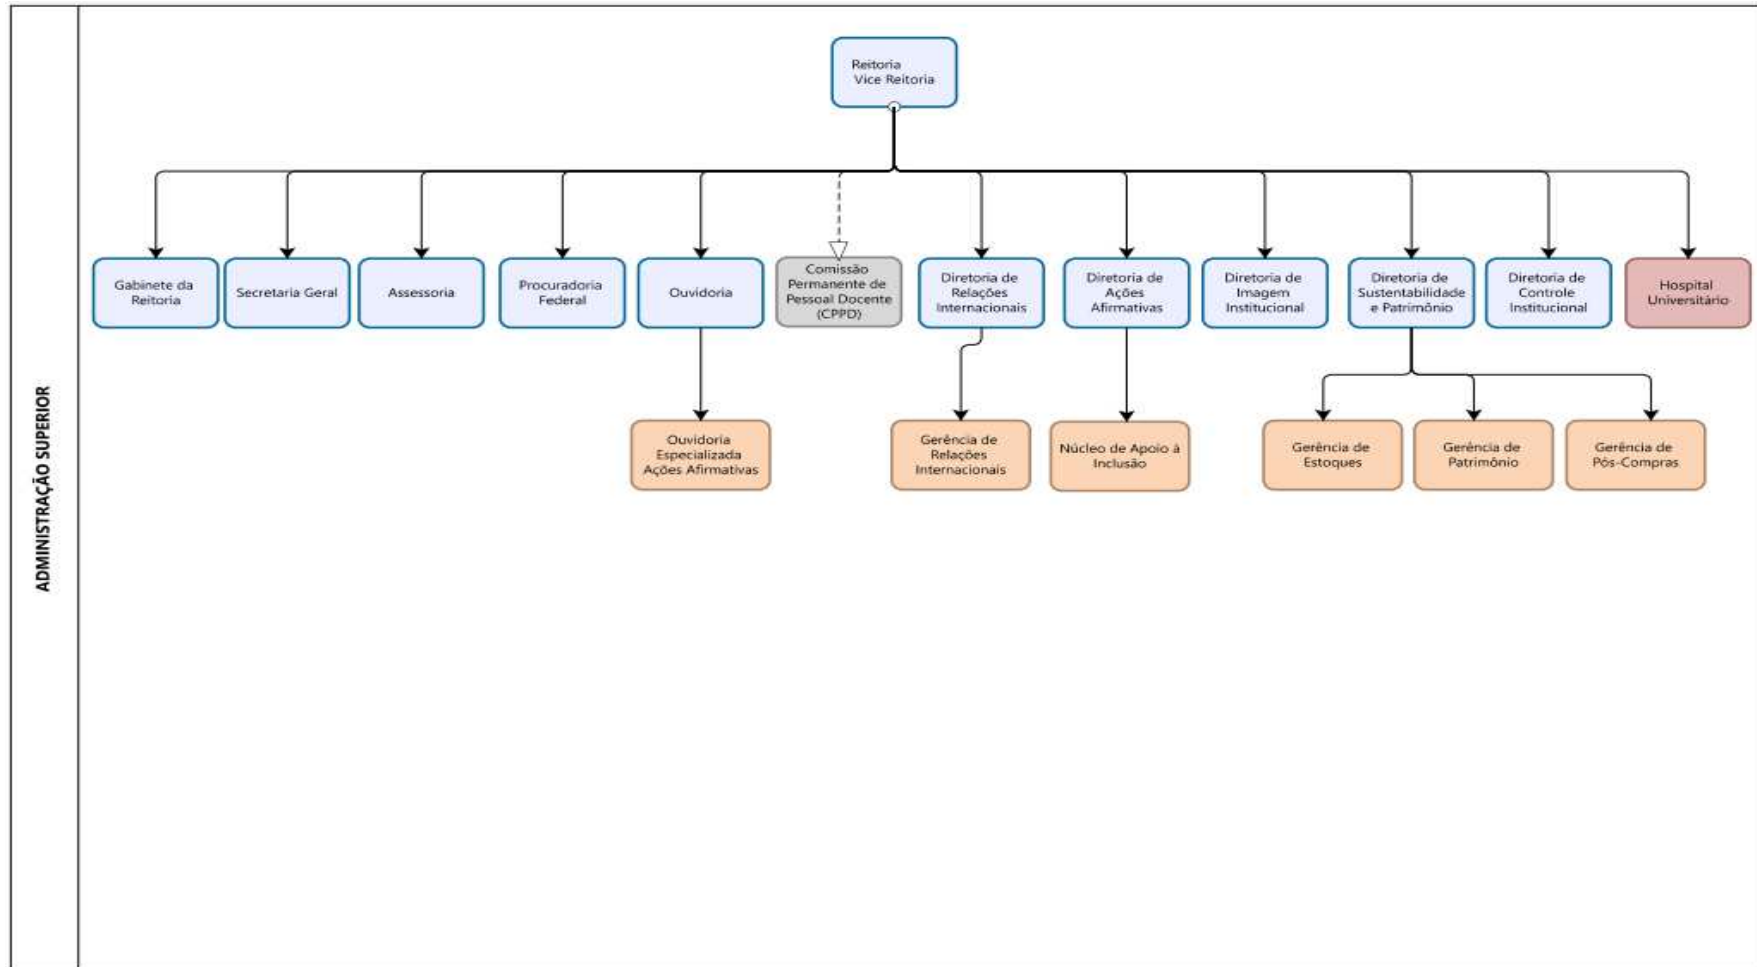 Reitoria
Vice Reitoria
Gabinete da
Reitoria
Secretaria Geral
Assessoria
Procuradoria
Federal
Ouvidoria
Comissão
Permanente de
Pessoal Docente
(CPPD)
Diretoria de
Relações
Internacionais
Diretoria de
Ações
Afirmativas
Diretoria de
Imagem
Institucional
Diretoria de
Sustentabilidade
e Patrimônio
Diretoria de
Controle
Institucional
Hospital
Universitário
Ouvidoria
Especializada
Ações Afirmativas
Gerência de
Relações
Internacionais
Núcleo de Apoio à
Inclusão
Gerência de
Estoques
Gerência de
Patrimônio
Gerência de
Pós-Compras
ADMINISTRAÇÃO SUPERIOR